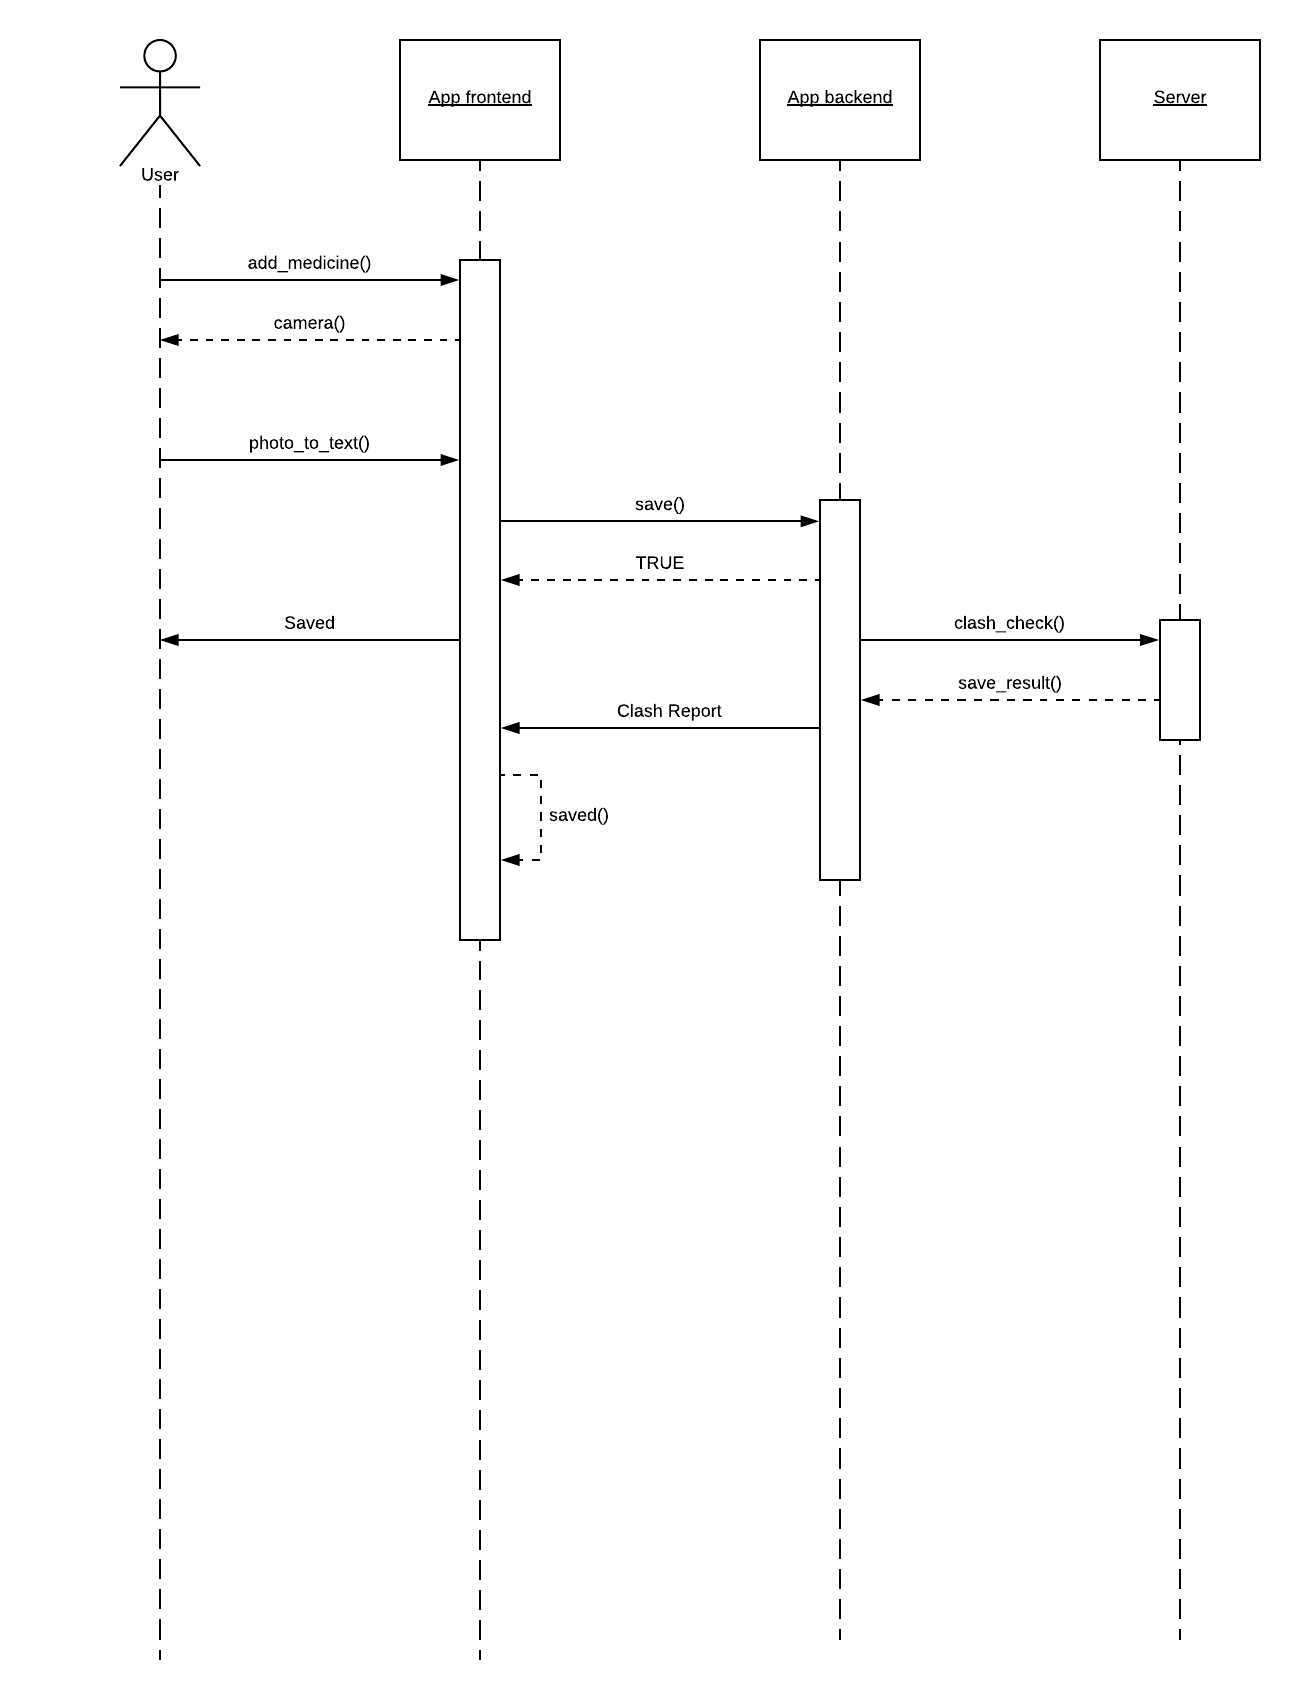 App frontend
App backend
Server
User
add_medicine()
camera()
photo_to_text()
save()
TRUE
Saved
clash_check()
save_result()
Clash Report
saved()